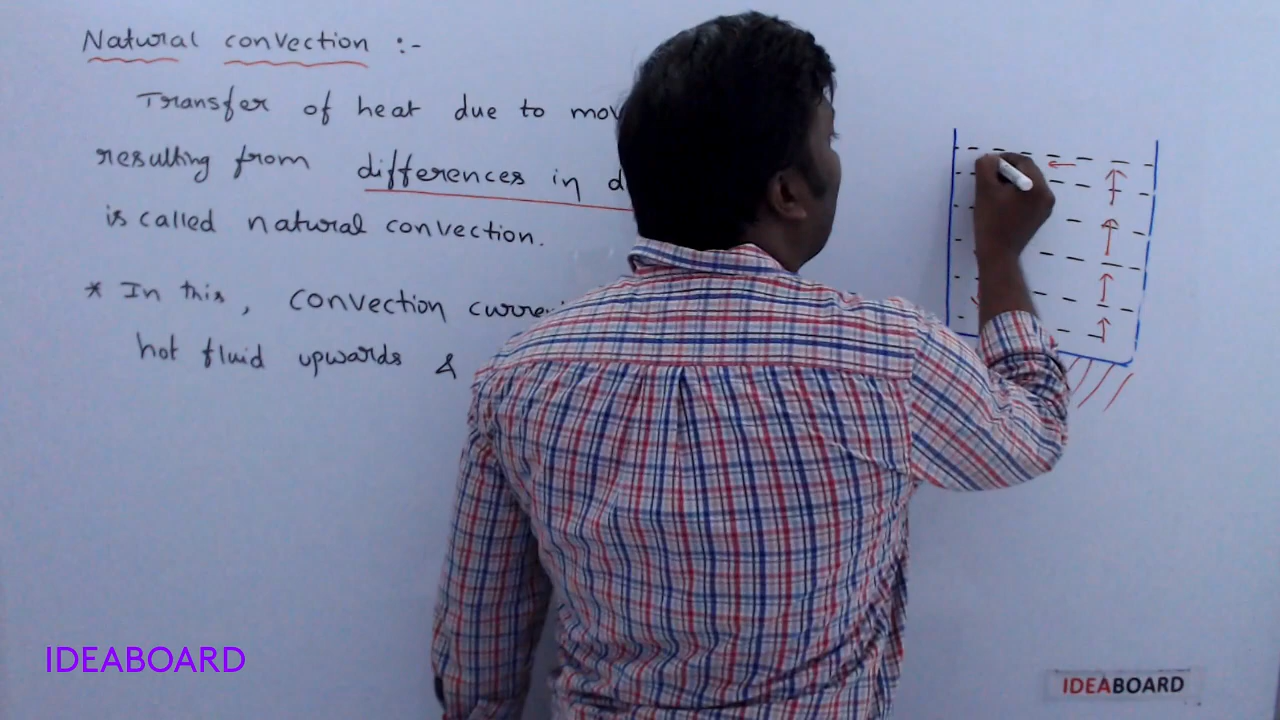 Natural convection :-
Transfer of heat due to mov
resulting from differences in d
is called natural convection.
* In this, convection curre
hot fluid upwards &
IDEABOARD
IDEABOARD